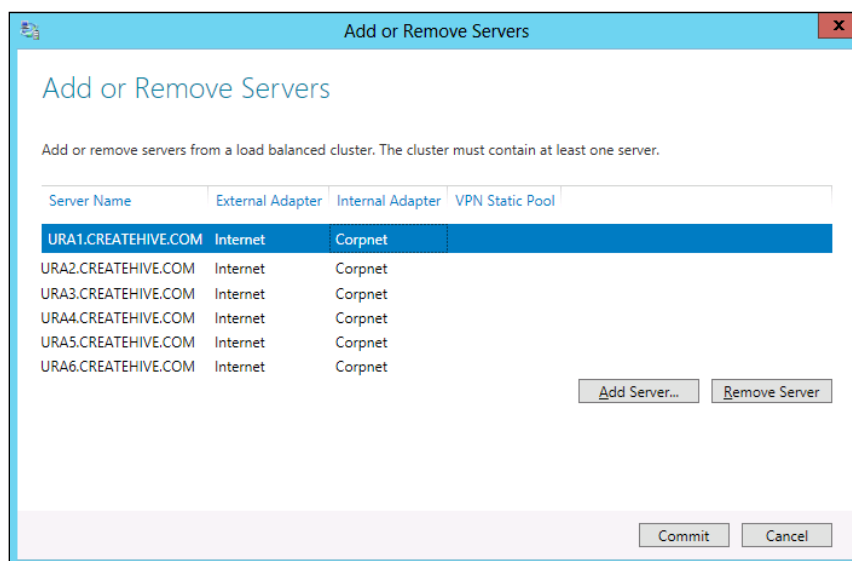 Add or Remove Servers
x
Add or Remove Servers
Add or remove servers from a load balanced cluster. The cluster must contain at least one server.
Server Name External Adapter Internal Adapter VPN Static Pool
URA1.CREATEHIVE.COM Internet Corpnet
URA2.CREATEHIVE.COM Internet Corpnet
URA3.CREATEHIVE.COM Internet Corpnet
URA4.CREATEHIVE.COM Internet Corpnet
URA5.CREATEHIVE.COM Internet Corpnet
URA6.CREATEHIVE.COM Internet Corpnet
Add Server... Remove Server
Commit Cancel